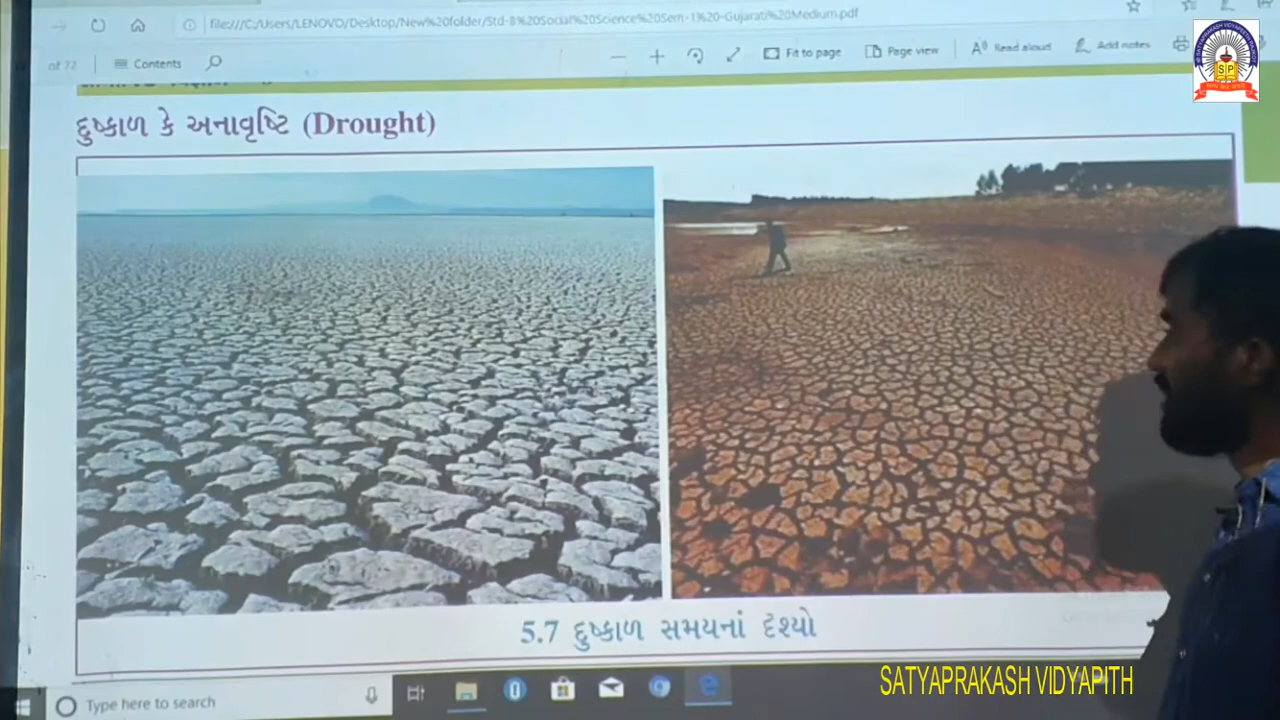 file:///C:/Users/LENOVO/Desktop/New%20folder/Std-8%20Social%20Science%20Sem-1%20-Gujarati%20Medium.pdf
of 72 Contents Fit to page Page view Read aloud Add notes
દુષ્કાળ કે અનાવૃષ્ટિ (Drought)
5.7 દુષ્કાળ સમયનાં દૃશ્યો
SATYAPRAKASH VIDYAPITH
Type here to search
SP